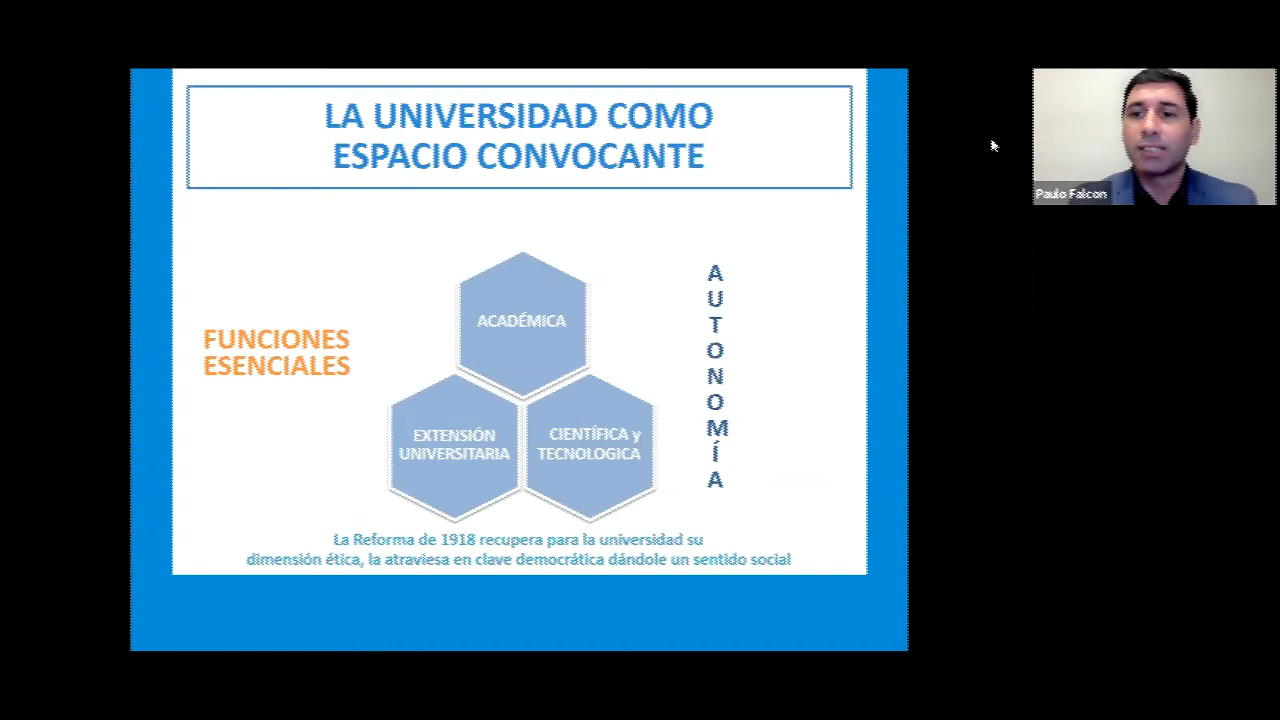 LA UNIVERSIDAD COMO
ESPACIO CONVOCANTE
Paulo Falcon
FUNCIONES
ESENCIALES
ACADÉMICA
EXTENSIÓN
UNIVERSITARIA
CIENTÍFICA y
TECNOLOGICA
A
U
T
O
N
O
M
Í
A
La Reforma de 1918 recupera para la universidad su
dimensión ética, la atraviesa en clave democrática dándole un sentido social